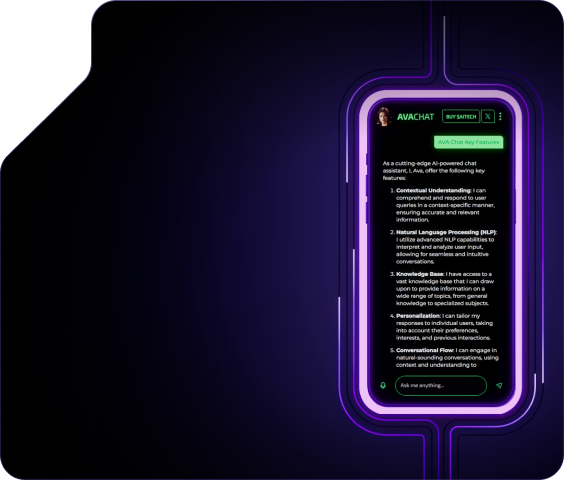 AVACHAT BUY $AITECH X
AVA Chat Key Features
As a cutting-edge AI-powered chat
assistant, I, Ava, offer the following key
features:
1. Contextual Understanding: I can
comprehend and respond to user
queries in a context-specific manner,
ensuring accurate and relevant
information.
2. Natural Language Processing (NLP):
I utilize advanced NLP capabilities to
interpret and analyze user input,
allowing for seamless and intuitive
conversations.
3. Knowledge Base: I have access to a
vast knowledge base that I can draw
upon to provide information on a
wide range of topics, from general
knowledge to specialized subjects.
4. Personalization: I can tailor my
responses to individual users, taking
into account their preferences,
interests, and previous interactions.
5. Conversational Flow: I can engage in
natural-sounding conversations, using
context and understanding to
Ask me anything...